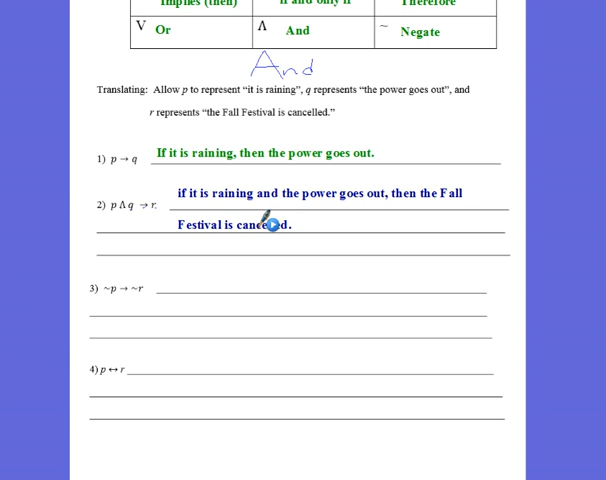 Implies (then) if and only if Therefore
V Or Λ And ~ Negate
And
Translating: Allow p to represent "it is raining", q represents "the power goes out", and
r represents "the Fall Festival is cancelled."
1) p → q If it is raining, then the power goes out.
if it is raining and the power goes out, then the Fall
2) p Λ q → r.
Festival is cancelled.
3) ~p → ~r
4) p ↔ r